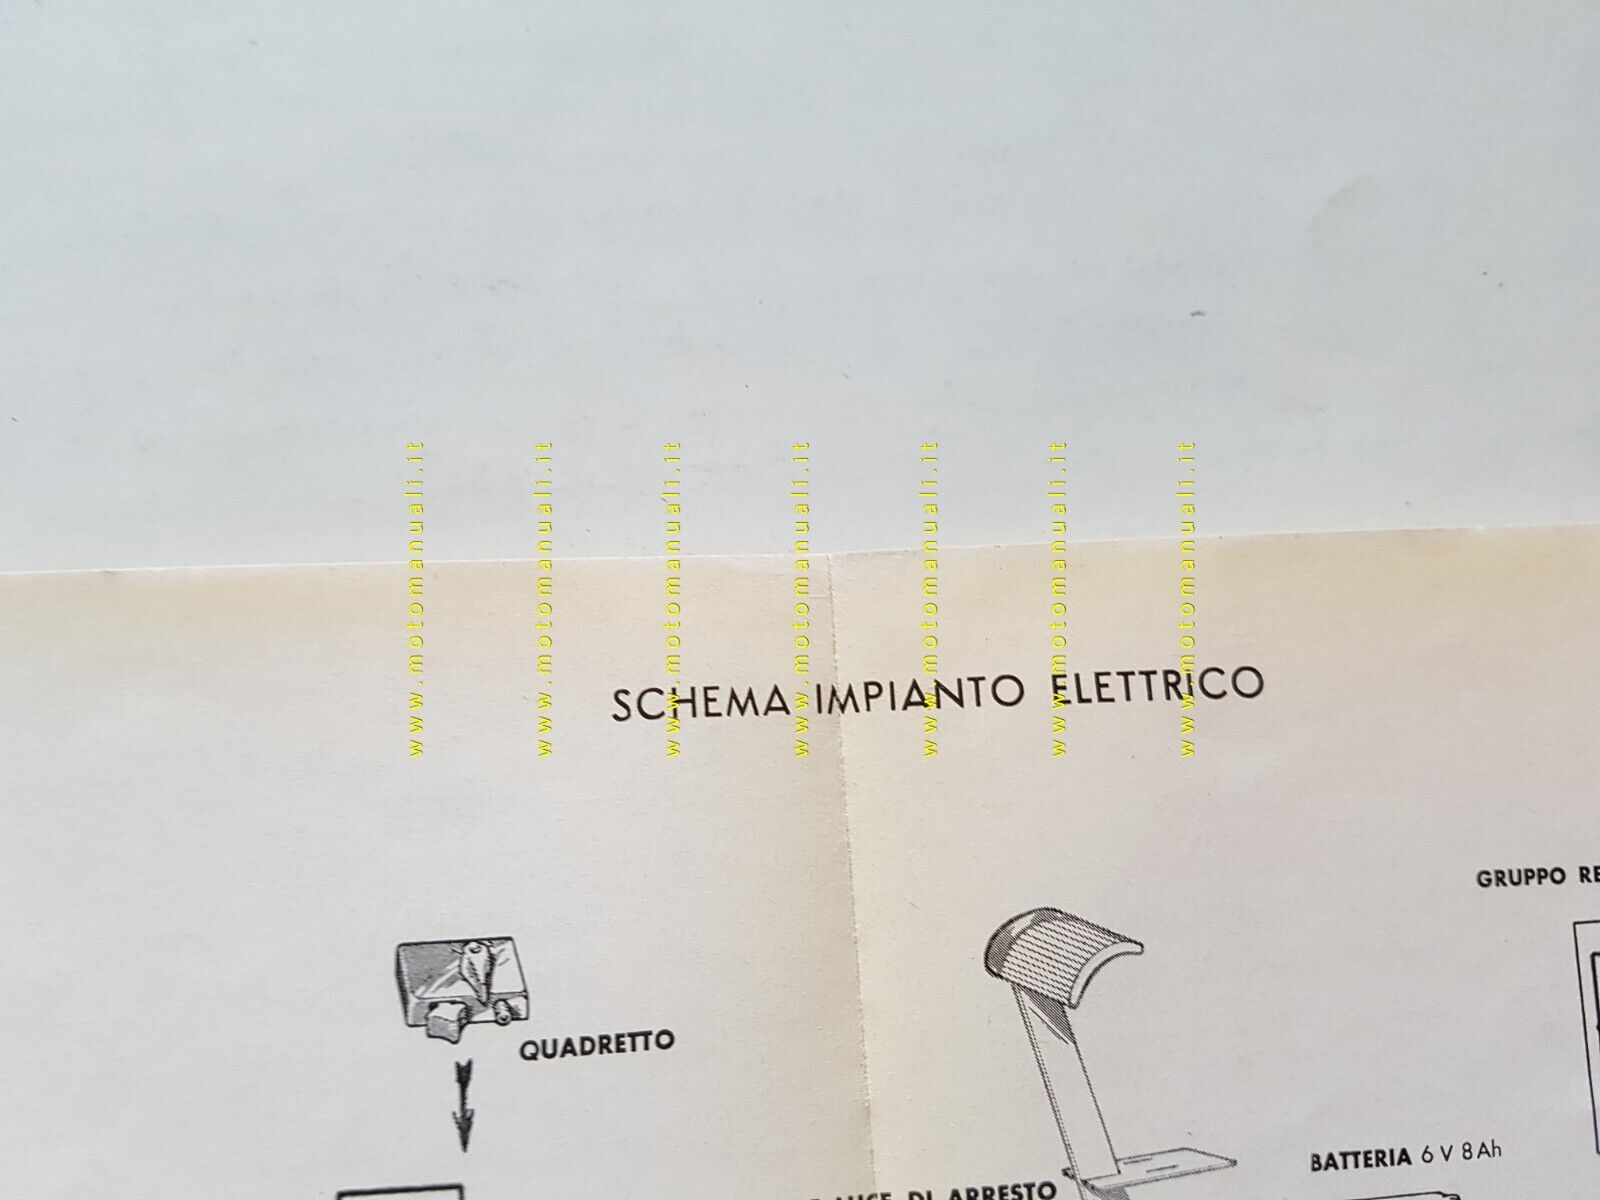 www.motomanuali.it
www.motomanuali.it
www.motomanuali.it
www.motomanuali.it
www.motomanuali.it
www.motomanuali.it
www.motomanuali.it
SCHEMA IMPIANTO ELETTRICO
GRUPPO RE
QUADRETTO
BATTERIA 6 V 8 Ah
LUCE DI ARRESTO